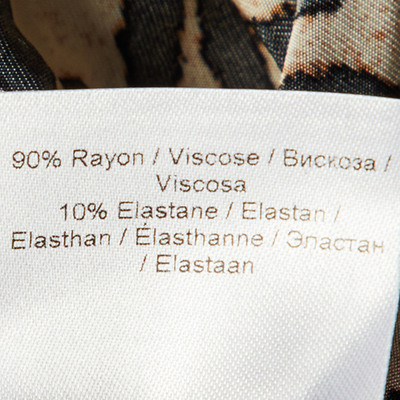 90% Rayon / Viscose / Вискоза /
Viscosa
10% Elastane / Elastan /
Elasthan / Élasthanne / Эластан
/ Elastaan